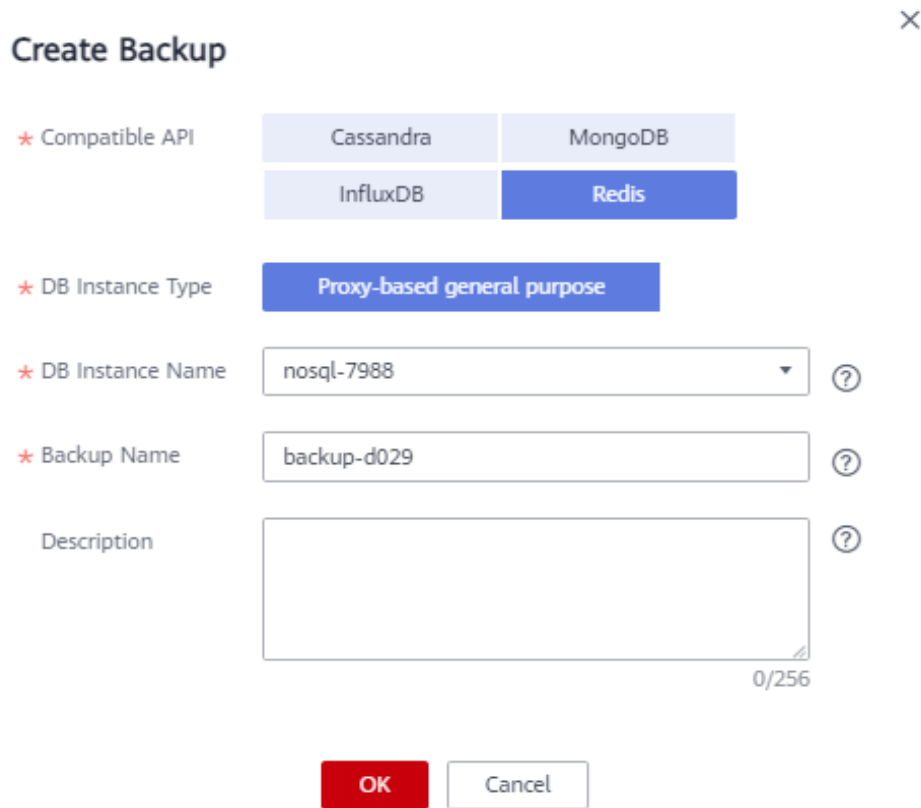 Create Backup
* Compatible API Cassandra MongoDB
InfluxDB Redis
* DB Instance Type Proxy-based general purpose
* DB Instance Name nosql-7988 ?
* Backup Name backup-d029 ?
Description ?
0/256
OK Cancel